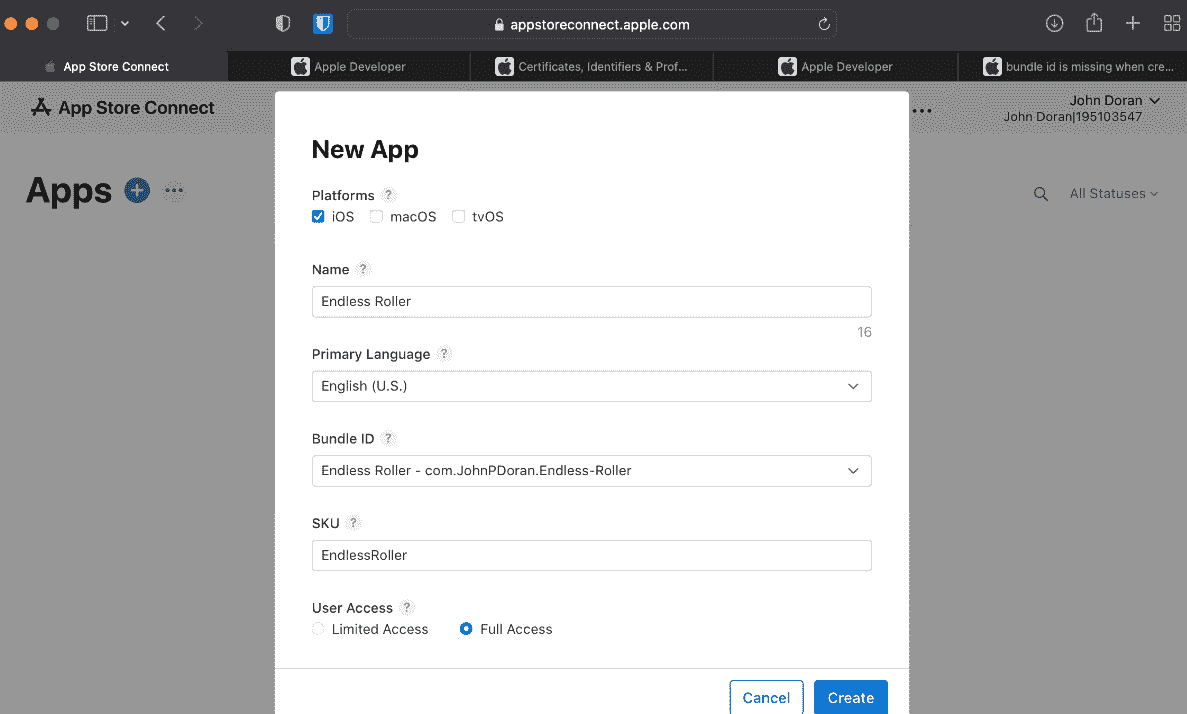 appstoreconnect.apple.com
App Store Connect
Apple Developer
Certificates, Identifiers & Prof...
Apple Developer
bundle id is missing when cre...
App Store Connect
...
John Doran
John Doran|195103547
Apps
...
All Statuses
New App
Platforms ?
iOS
macOS
tvOS
Name ?
Endless Roller
16
Primary Language ?
English (U.S.)
Bundle ID ?
Endless Roller - com.JohnPDoran.Endless-Roller
SKU ?
EndlessRoller
User Access ?
Limited Access
Full Access
Cancel
Create